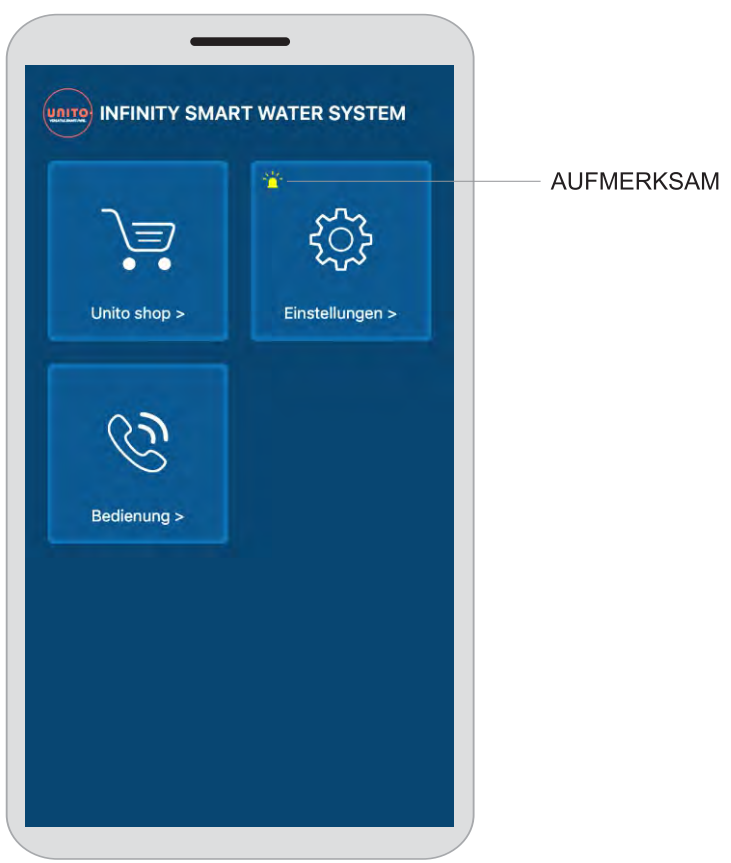 UNITO
INFINITY SMART WATER SYSTEM
AUFMERKSAM
Unito shop >
Einstellungen >
Bedienung >